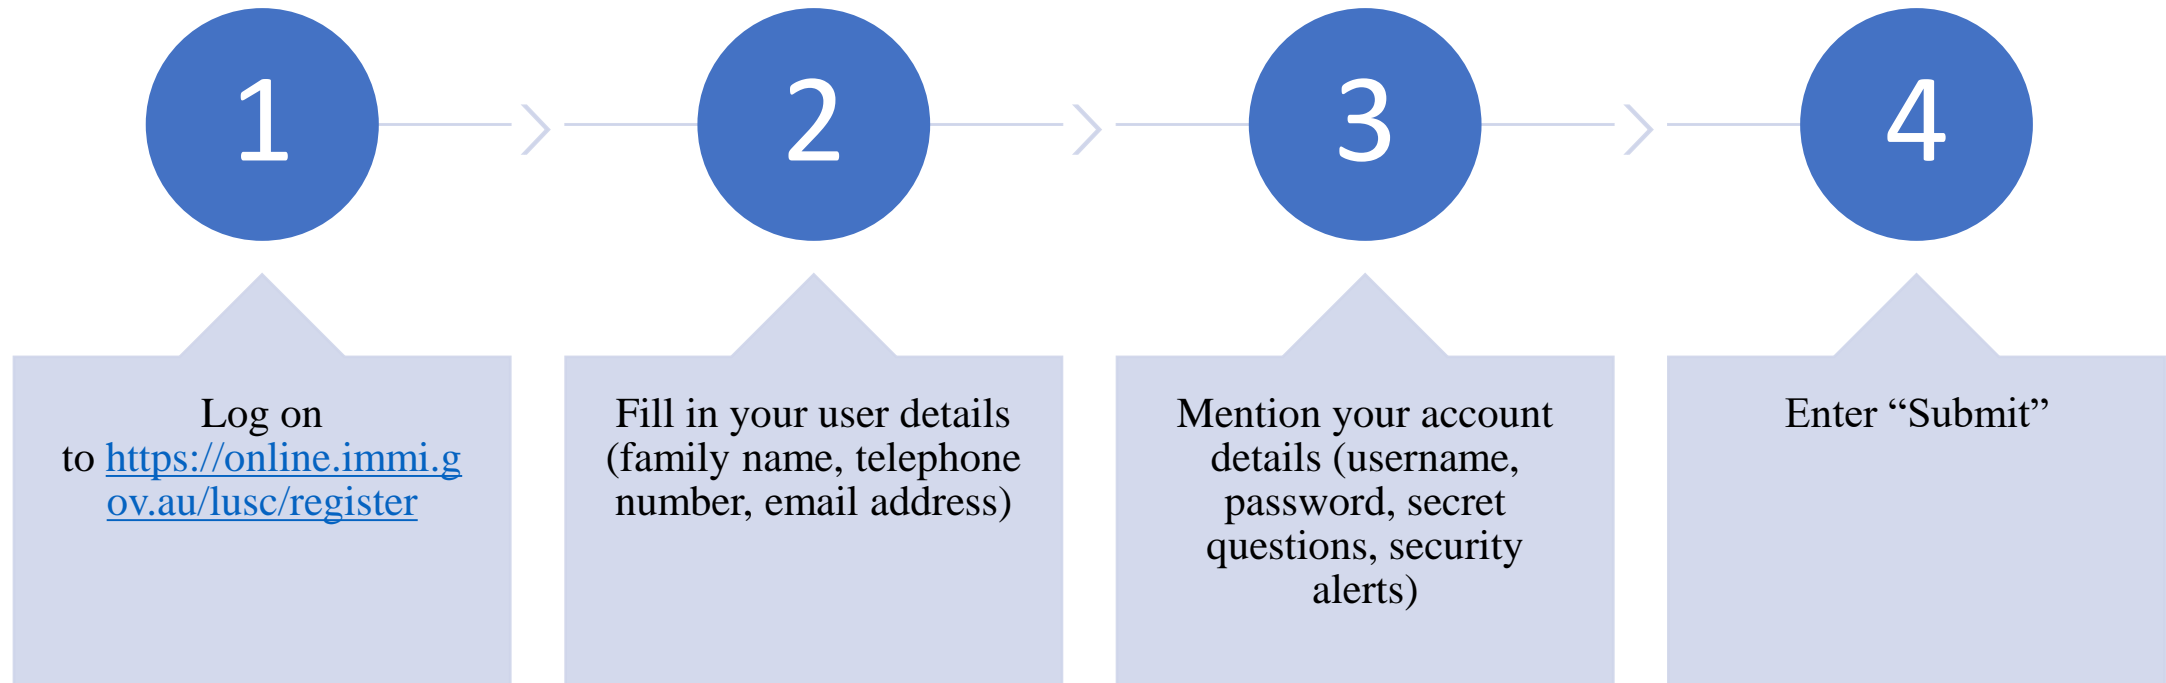 1
2
3
4
Log on
to https://online.immi.g
ov.au/lusc/register
Fill in your user details
(family name, telephone
number, email address)
Mention your account
details (username,
password, secret
questions, security
alerts)
Enter “Submit”